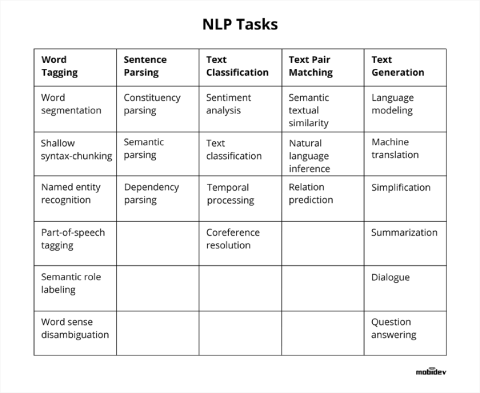 NLP Tasks
Word Tagging
Sentence Parsing
Text Classification
Text Pair Matching
Text Generation
Word segmentation
Constituency parsing
Sentiment analysis
Semantic textual similarity
Language modeling
Shallow syntax-chunking
Semantic parsing
Text classification
Natural language inference
Machine translation
Named entity recognition
Dependency parsing
Temporal processing
Relation prediction
Simplification
Part-of-speech tagging
Coreference resolution
Summarization
Semantic role labeling
Dialogue
Word sense disambiguation
Question answering
mobidev